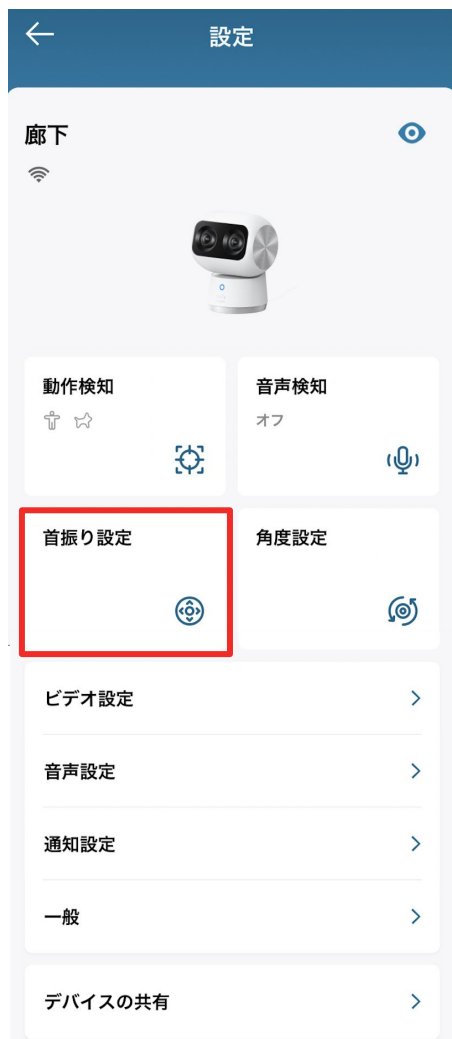 設定
廊下
動作検知
音声検知
オフ
首振り設定
角度設定
ビデオ設定
音声設定
通知設定
一般
デバイスの共有